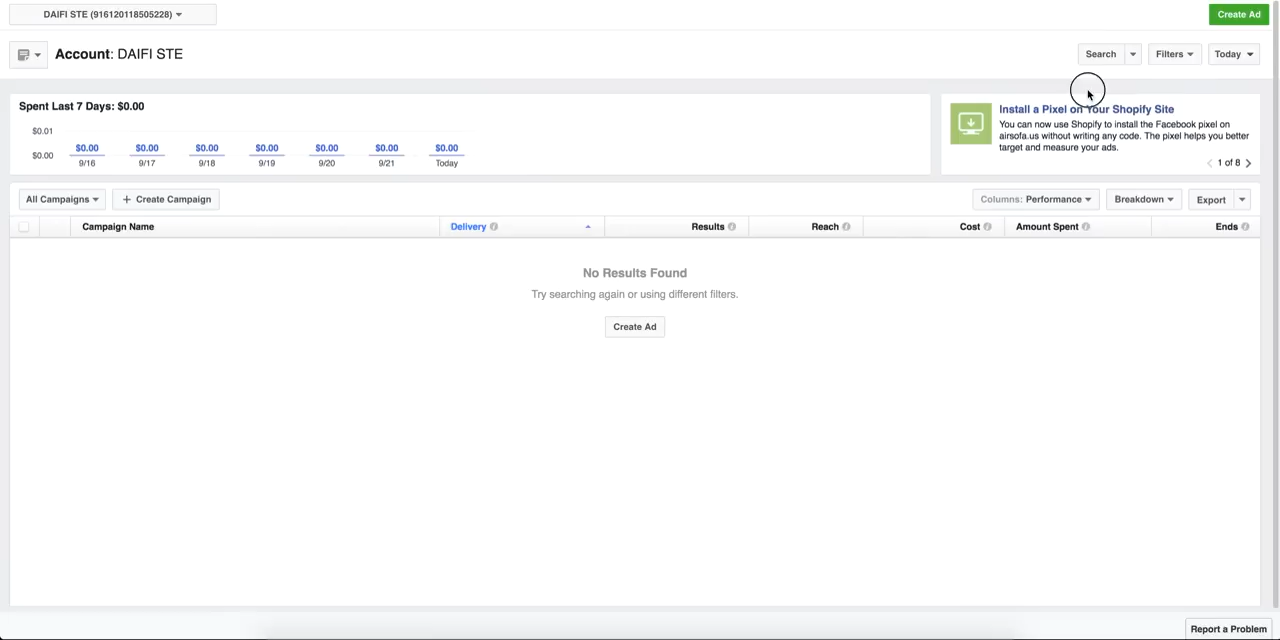 DAIFI STE (916120118505228)
Create Ad
Account: DAIFI STE
Search
Filters
Today
Spent Last 7 Days: $0.00
$0.01
$0.00
$0.00 $0.00 $0.00 $0.00 $0.00 $0.00 $0.00
9/16 9/17 9/18 9/19 9/20 9/21 Today
Install a Pixel on Your Shopify Site
You can now use Shopify to install the Facebook pixel on
airsofa.us without writing any code. The pixel helps you better
target and measure your ads.
1 of 8
All Campaigns
+ Create Campaign
Columns: Performance
Breakdown
Export
Campaign Name Delivery Results Reach Cost Amount Spent Ends
No Results Found
Try searching again or using different filters.
Create Ad
Report a Problem